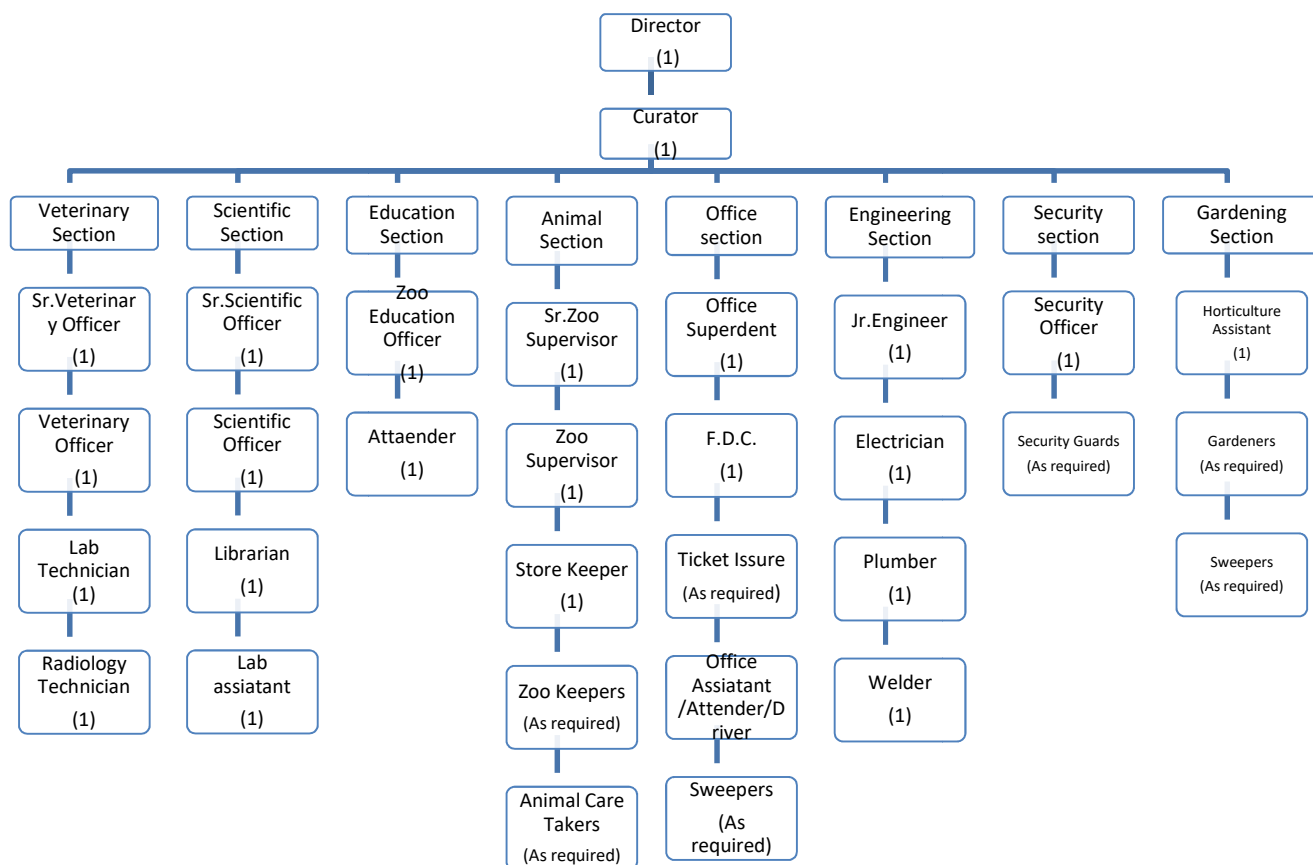 Director
(1)
Curator
(1)
Veterinary
Section
Scientific
Section
Education
Section
Animal
Section
Office
section
Engineering
Section
Security
section
Gardening
Section
Sr.Veterinar
y Officer
(1)
Sr.Scientific
Officer
(1)
Zoo
Education
Officer
(1)
Sr.Zoo
Supervisor
(1)
Office
Superdent
(1)
Jr.Engineer
(1)
Security
Officer
(1)
Horticulture
Assistant
(1)
Veterinary
Officer
(1)
Scientific
Officer
(1)
Attaender
(1)
Zoo
Supervisor
(1)
F.D.C.
(1)
Electrician
(1)
Security Guards
(As required)
Gardeners
(As required)
Lab
Technician
(1)
Librarian
(1)
Store Keeper
(1)
Ticket Issure
(As required)
Plumber
(1)
Sweepers
(As required)
Radiology
Technician
(1)
Lab
assiatant
(1)
Zoo Keepers
(As required)
Office
Assiatant
/Attender/D
river
Welder
(1)
Animal Care
Takers
(As required)
Sweepers
(As
required)